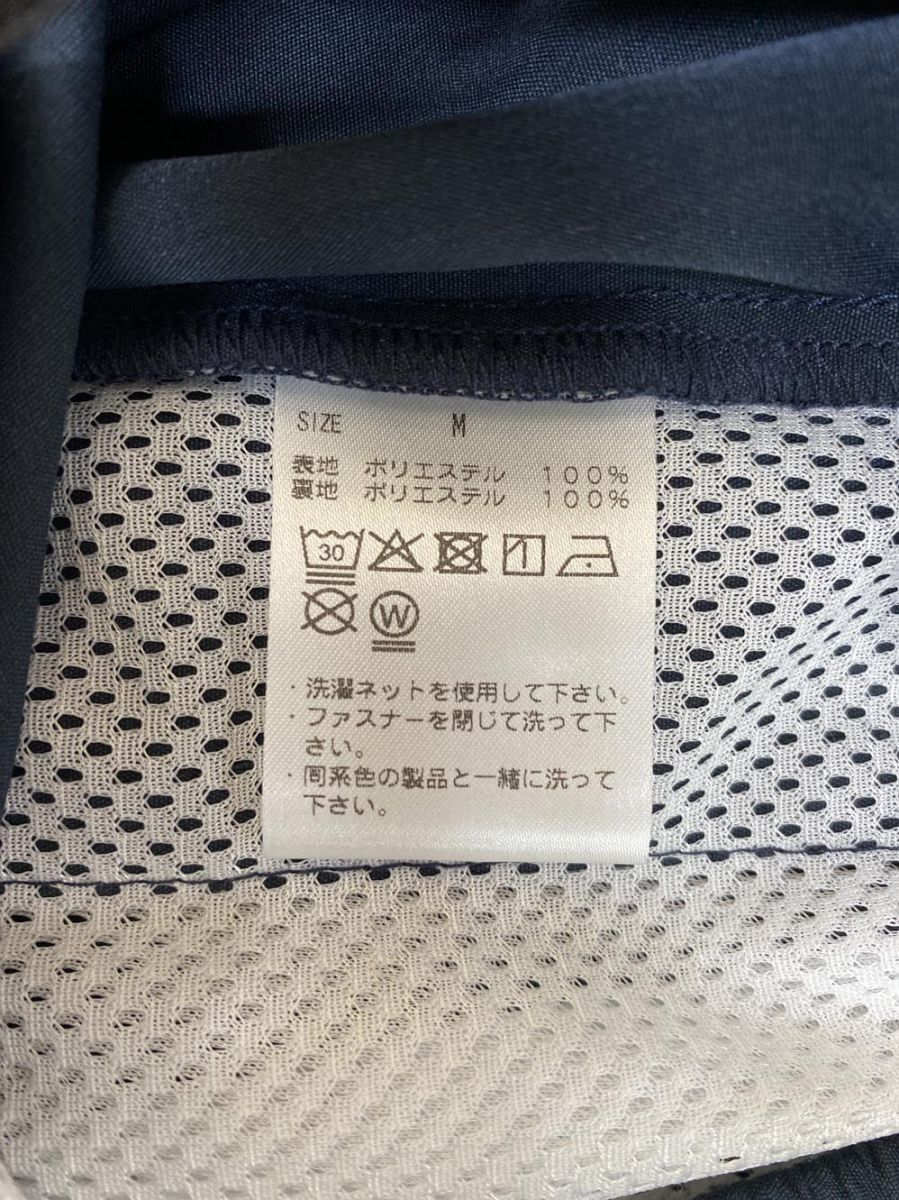 SIZE M
表地 ポリエステル 100%
裏地 ポリエステル 100%
30
W
・洗濯ネットを使用して下さい。
・ファスナーを閉じて洗って下
さい。
・同系色の製品と一緒に洗って
下さい。